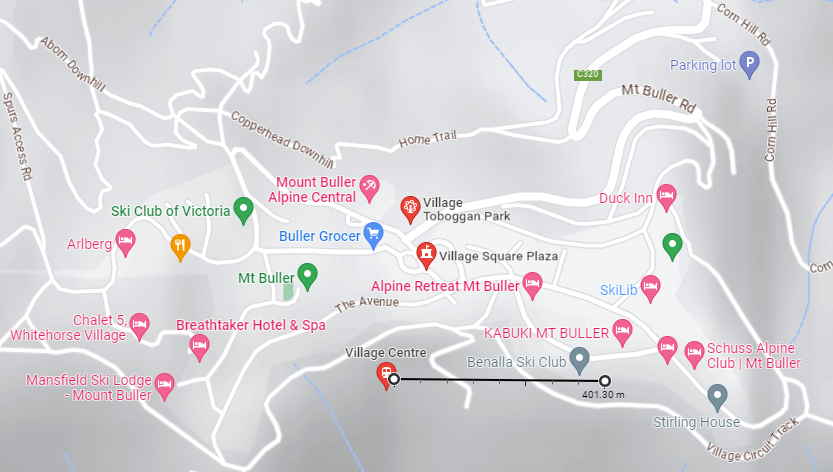 Corn Hill Rd
Abom Downhill
Parking lot
P
C320
Mt Buller Rd
Spurs Access Rd
Copperhead Downhill
Home Trail
Corn Hill Rd
Mount Buller
Alpine Central
Village
Toboggan Park
Duck Inn
Ski Club of Victoria
Buller Grocer
Arlberg
Village Square Plaza
Corn
Mt Buller
Alpine Retreat Mt Buller
SkiLib
The Avenue
Chalet 5,
Whitehorse Village
Breathtaker Hotel & Spa
KABUKI MT BULLER
Village Centre
Benalla Ski Club
Schuss Alpine
Club | Mt Buller
Mansfield Ski Lodge
- Mount Buller
401.30 m
Stirling House
Village Circuit Track